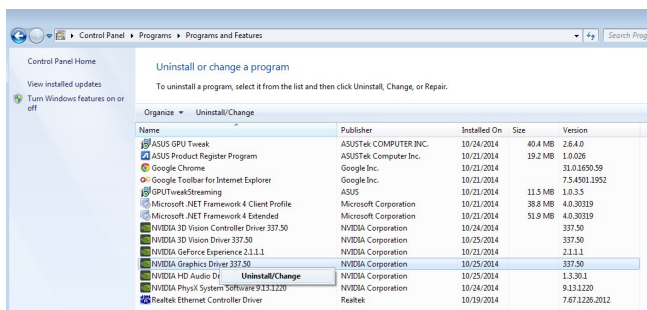 Control Panel ▸ Programs ▸ Programs and Features
Search Prog
Control Panel Home
View installed updates
Turn Windows features on or
off
Uninstall or change a program
To uninstall a program, select it from the list and then click Uninstall, Change, or Repair.
Organize Uninstall/Change
Name Publisher Installed On Size Version
ASUS GPU Tweak ASUSTek COMPUTER INC. 10/24/2014 40.4 MB 2.6.4.0
ASUS Product Register Program ASUSTek Computer Inc. 10/21/2014 19.2 MB 1.0.026
Google Chrome Google Inc. 10/21/2014 31.0.1650.59
Google Toolbar for Internet Explorer Google Inc. 10/21/2014 7.5.4501.1952
GPUTweakStreaming ASUS 10/21/2014 11.5 MB 1.0.3.5
Microsoft .NET Framework 4 Client Profile Microsoft Corporation 10/21/2014 38.8 MB 4.0.30319
Microsoft .NET Framework 4 Extended Microsoft Corporation 10/21/2014 51.9 MB 4.0.30319
NVIDIA 3D Vision Controller Driver 337.50 NVIDIA Corporation 10/24/2014 337.50
NVIDIA 3D Vision Driver 337.50 NVIDIA Corporation 10/25/2014 337.50
NVIDIA GeForce Experience 2.1.1.1 NVIDIA Corporation 10/21/2014 2.1.1.1
NVIDIA Graphics Driver 337.50 NVIDIA Corporation 10/25/2014 337.50
NVIDIA HD Audio Dr Uninstall/Change NVIDIA Corporation 10/25/2014 1.3.30.1
NVIDIA PhysX System Software 9.13.1220 NVIDIA Corporation 10/24/2014 9.13.1220
Realtek Ethernet Controller Driver Realtek 10/19/2014 7.67.1226.2012